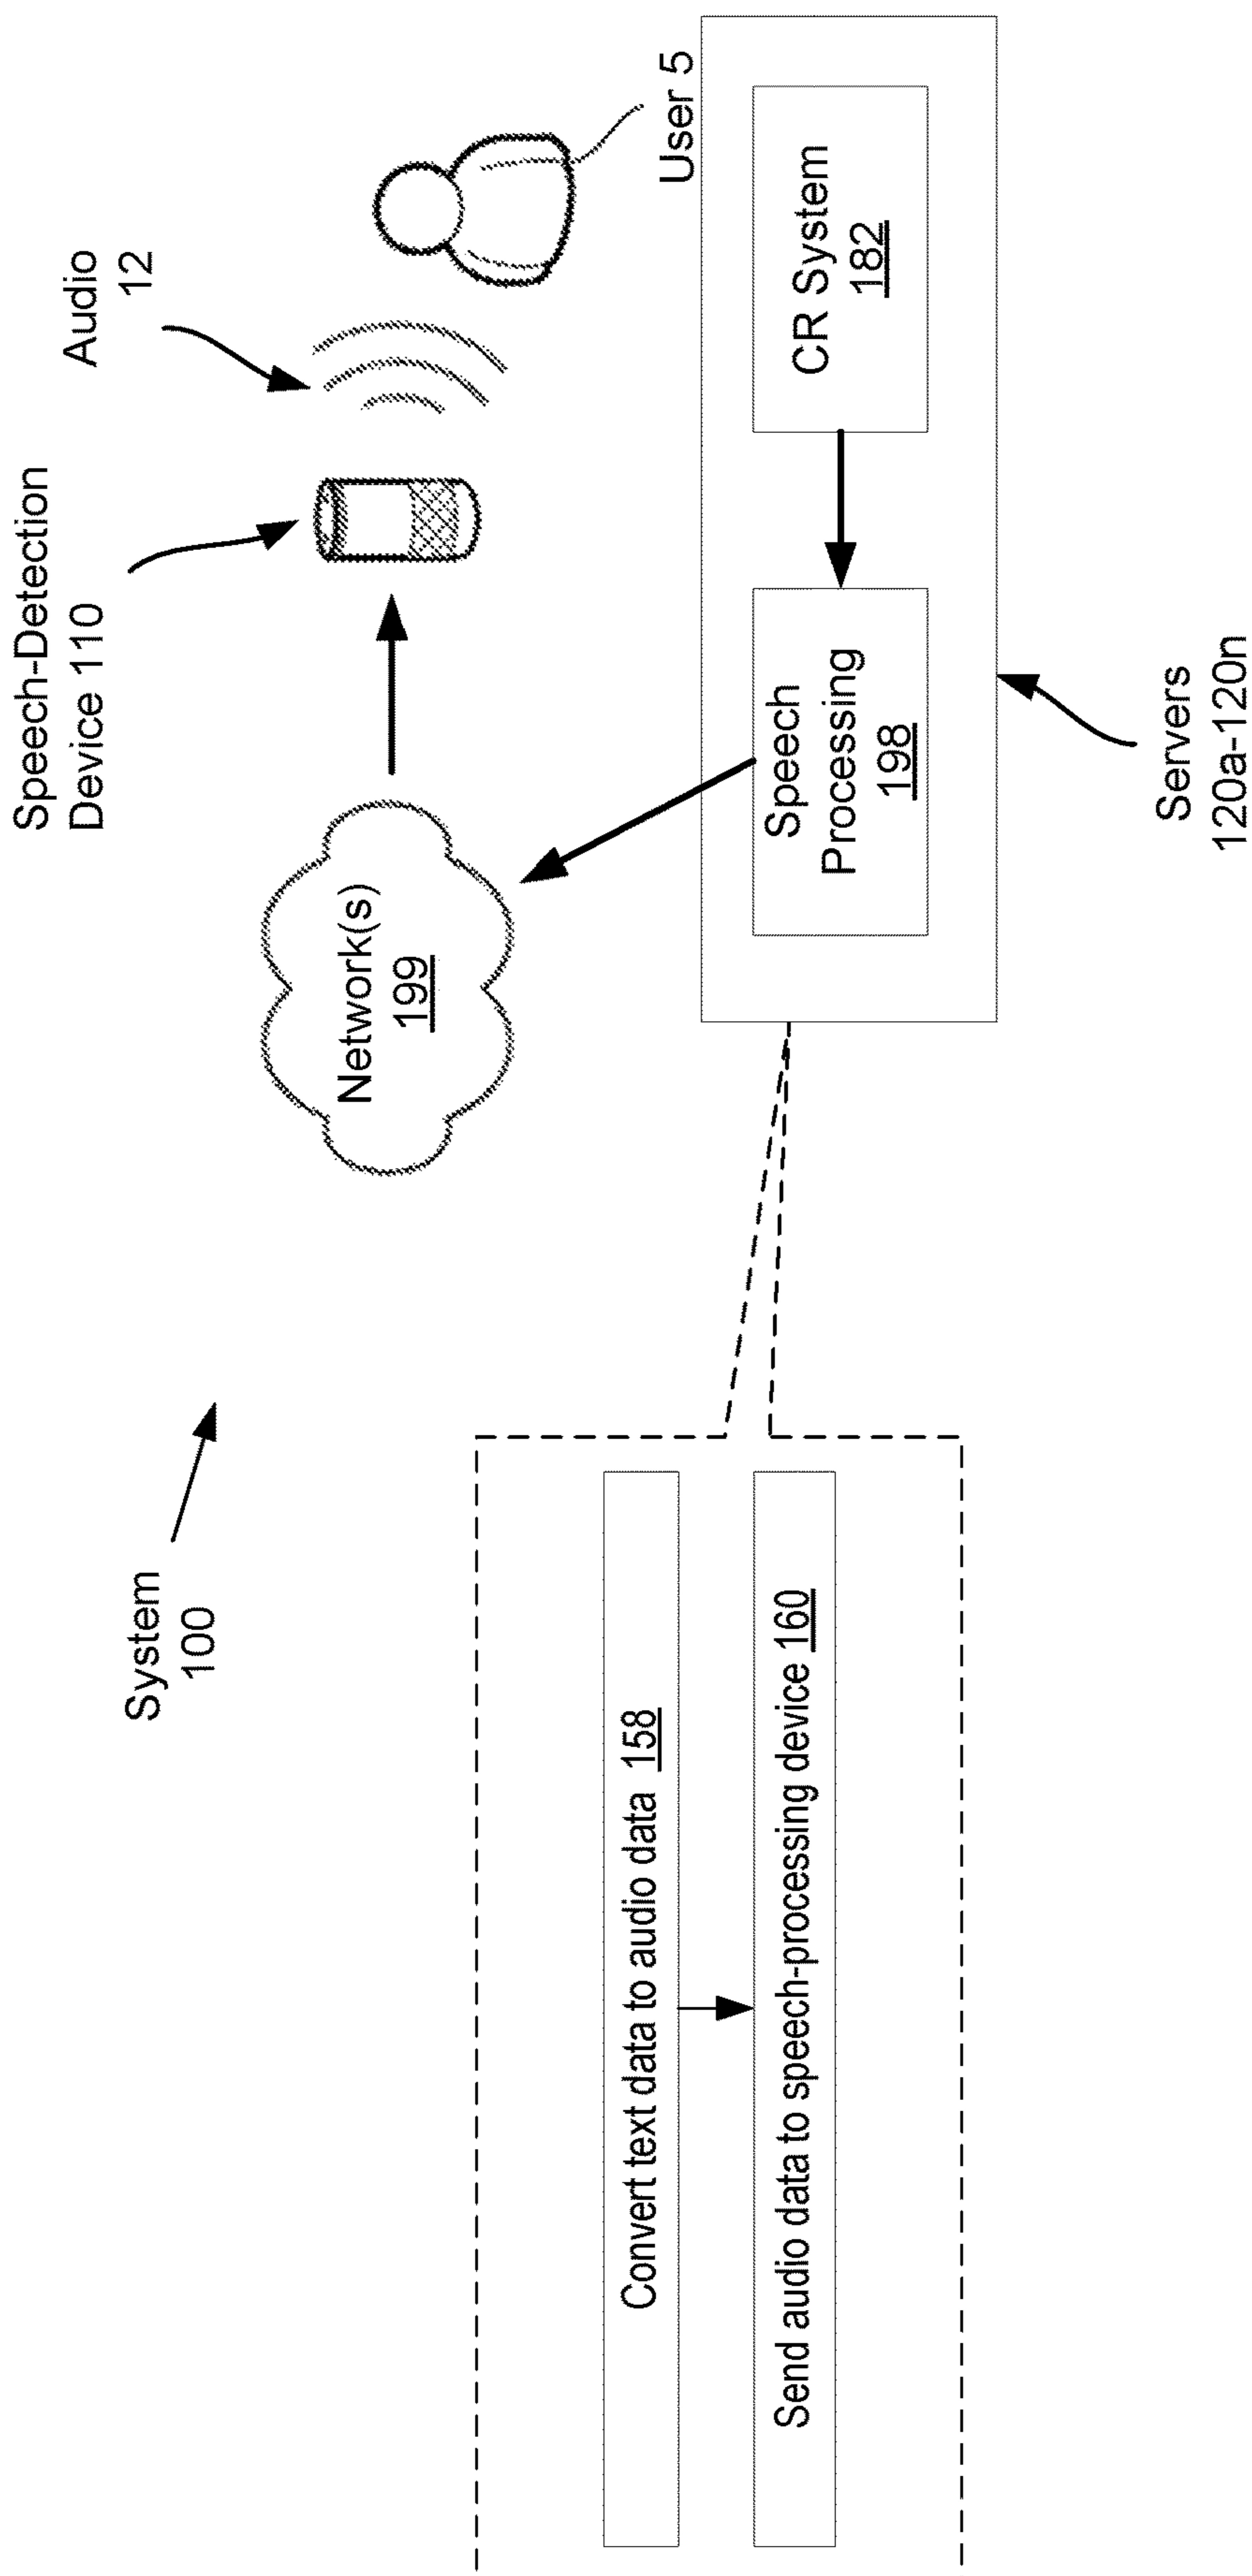 System
100
Speech-Detection
Device 110
Audio
12
Network(s)
199
User 5
Convert text data to audio data 158
Send audio data to speech-processing device 160
Speech
Processing
198
CR System
182
Servers
120a-120n